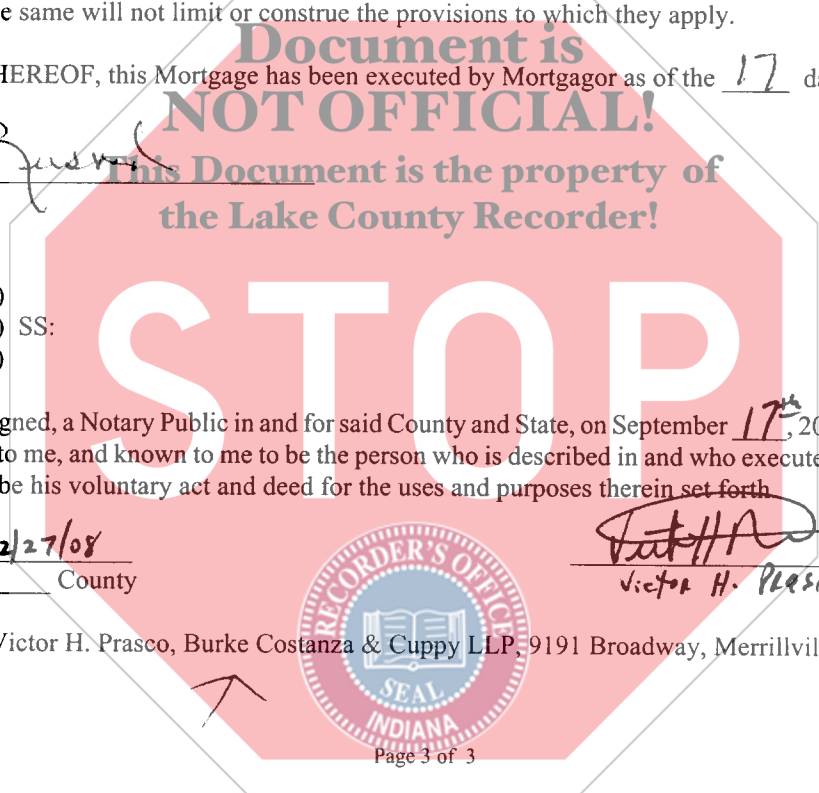 e same will not limit or construe the provisions to which they apply.
Document is
HEREOF, this Mortgage has been executed by Mortgagor as of the 17 da
NOT OFFICIAL!
This Document is the property of
the Lake County Recorder!
)
) SS:
)
STOP
gned, a Notary Public in and for said County and State, on September 17th, 20
to me, and known to me to be the person who is described in and who execute
be his voluntary act and deed for the uses and purposes therein set forth
2/27/08
County
Victor H. Pras
Victor H. Prasco, Burke Costanza & Cuppy LLP, 9191 Broadway, Merrillvil
RECORDER'S OFFICE
SEAL
INDIANA
Page 3 of 3